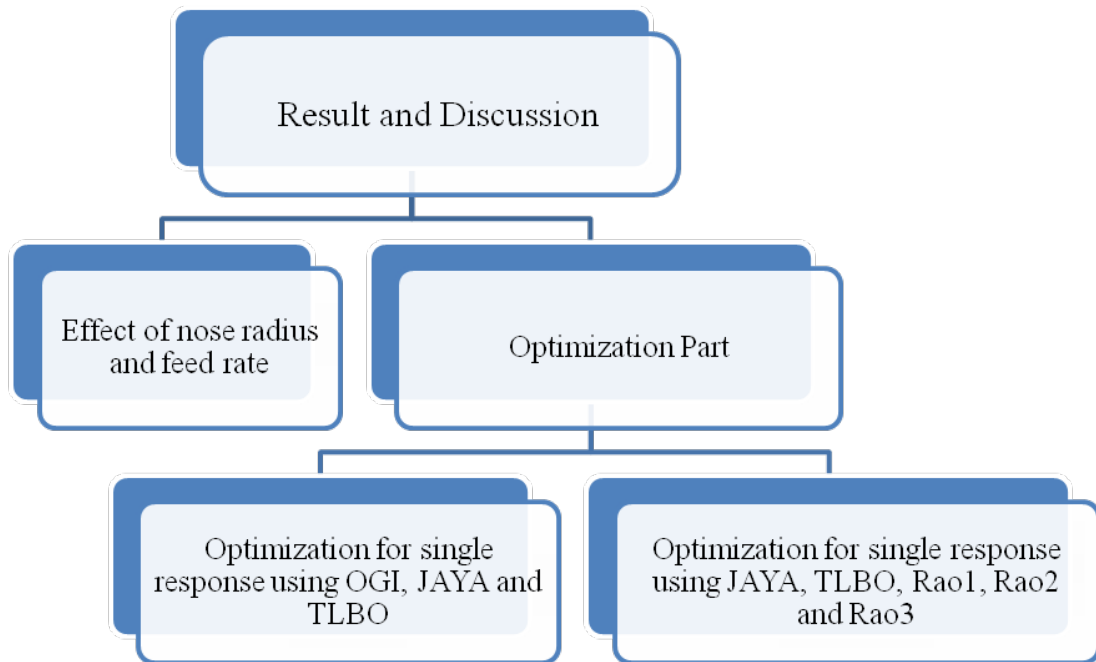 Result and Discussion
Effect of nose radius
and feed rate
Optimization Part
Optimization for single
response using OGI, JAYA and
TLBO
Optimization for single response
using JAYA, TLBO, Rao1, Rao2
and Rao3